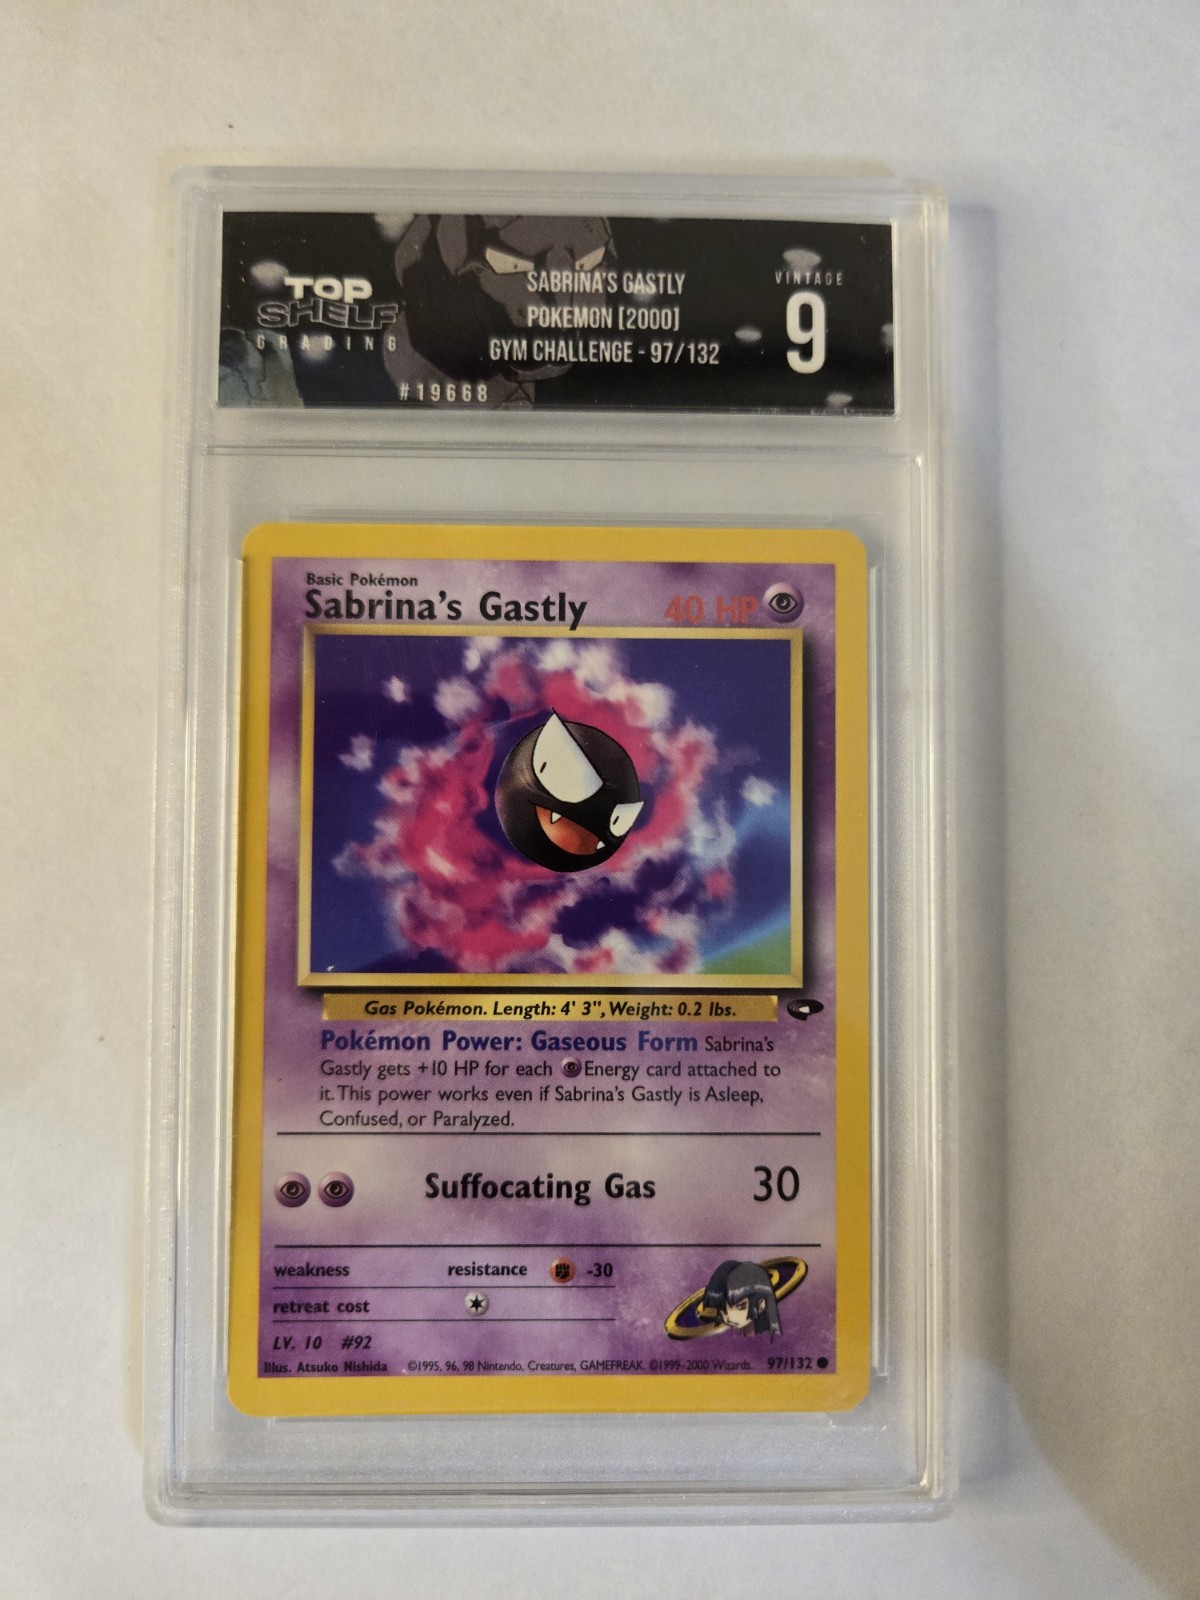 TOP
SHELF
GRADING
#19668
SABRINA'S GASTLY
POKEMON [2000]
GYM CHALLENGE - 97/132
VINTAGE
9
Basic Pokémon
Sabrina's Gastly 40 HP
Gas Pokémon. Length: 4' 3", Weight: 0.2 lbs.
Pokémon Power: Gaseous Form Sabrina's
Gastly gets +10 HP for each Energy card attached to
it. This power works even if Sabrina's Gastly is Asleep,
Confused, or Paralyzed.
Suffocating Gas 30
weakness resistance -30
retreat cost
LV. 10 #92
Illus. Atsuko Nishida ©1995, 96, 98 Nintendo, Creatures, GAMEFREAK. ©1999-2000 Wizards. 97/132